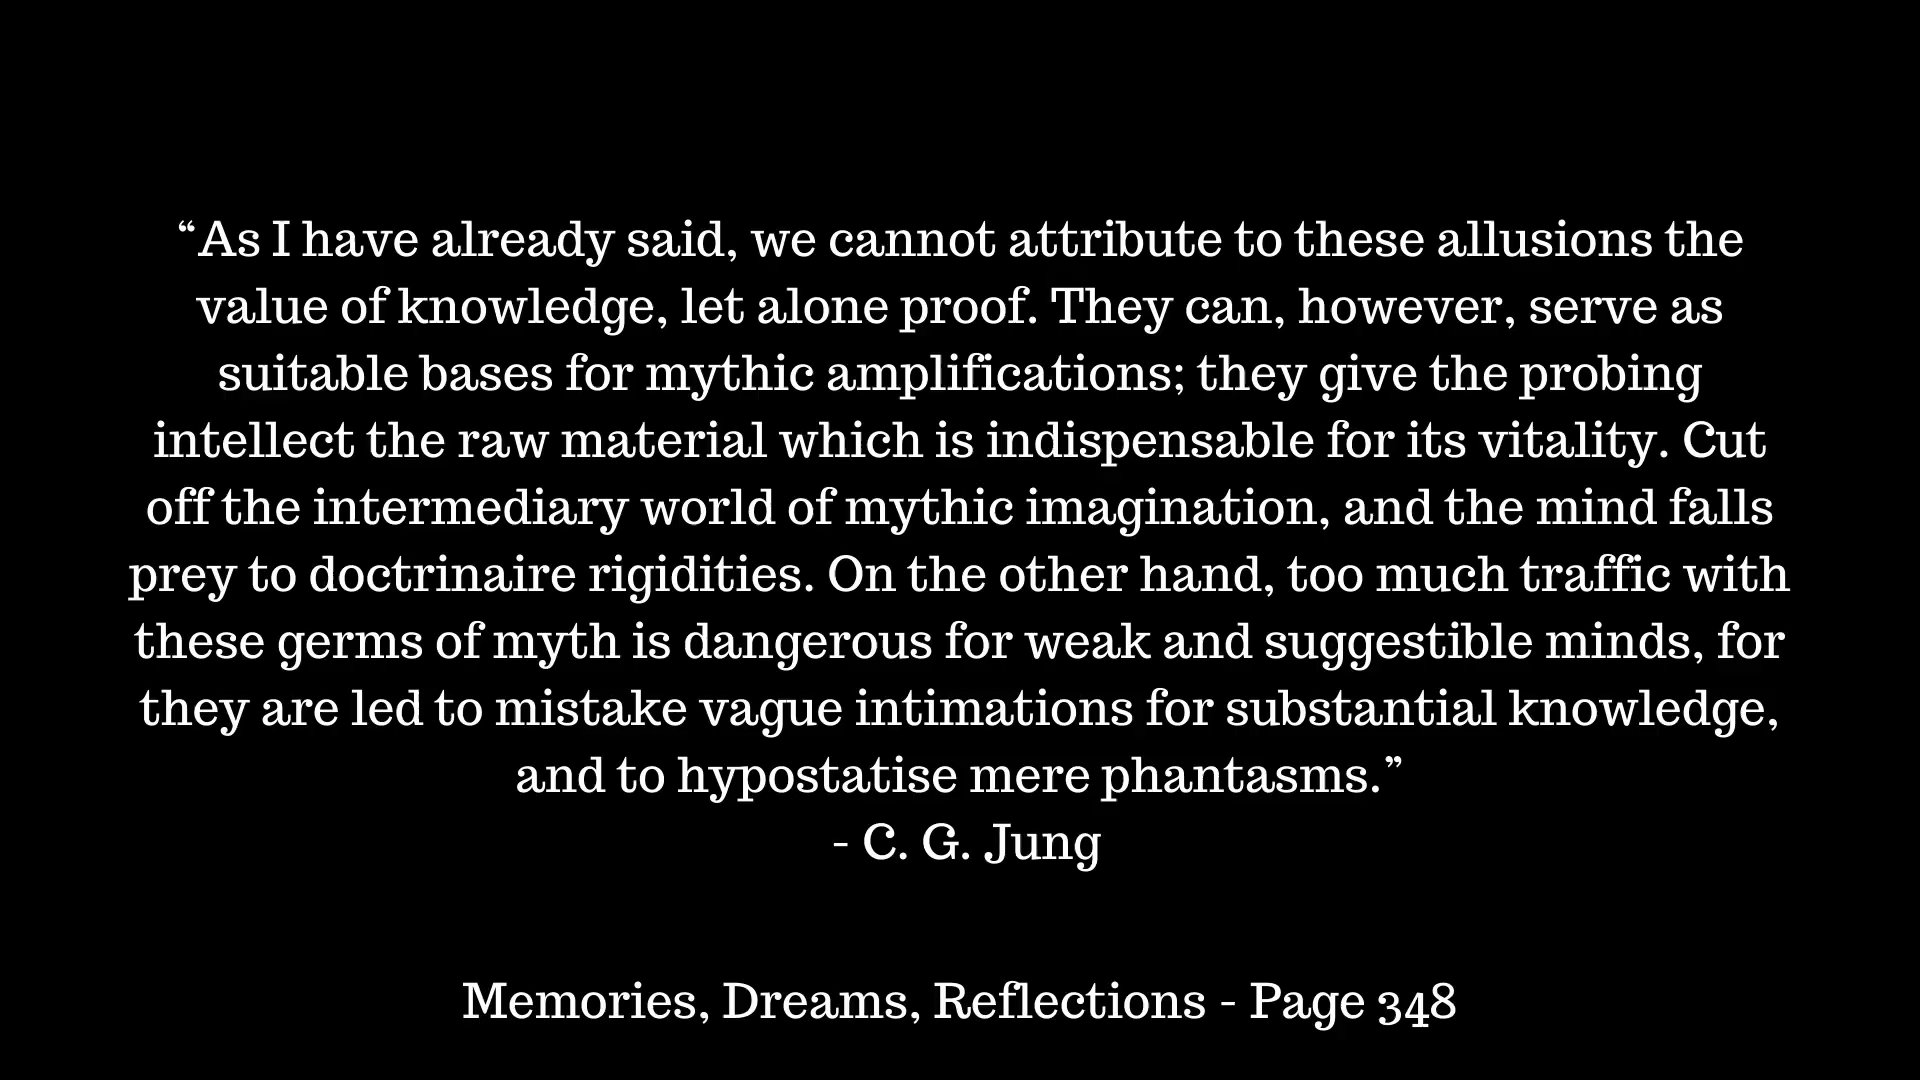 “As I have already said, we cannot attribute to these allusions the
value of knowledge, let alone proof. They can, however, serve as
suitable bases for mythic amplifications; they give the probing
intellect the raw material which is indispensable for its vitality. Cut
off the intermediary world of mythic imagination, and the mind falls
prey to doctrinaire rigidities. On the other hand, too much traffic with
these germs of myth is dangerous for weak and suggestible minds, for
they are led to mistake vague intimations for substantial knowledge,
and to hypostatise mere phantasms.”
- C. G. Jung
Memories, Dreams, Reflections - Page 348